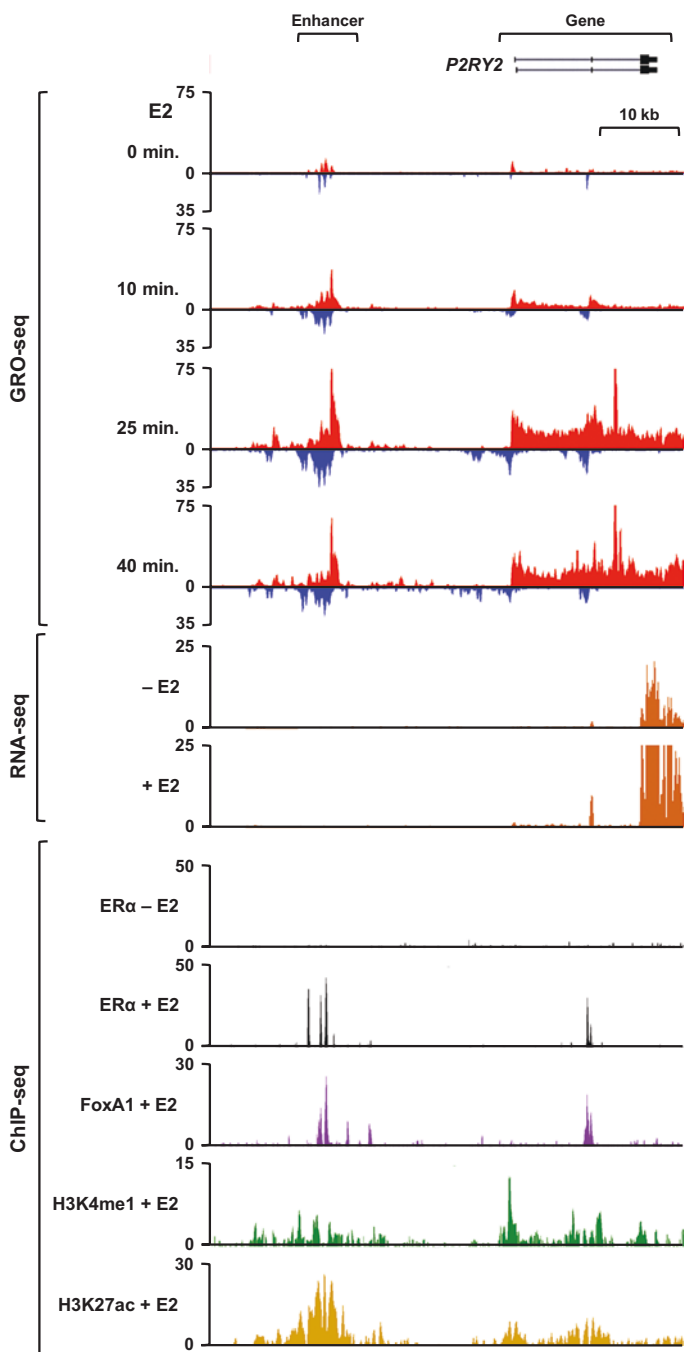 Enhancer Gene
P2RY2
75
E2
10 kb
0 min.
0
35
75
10 min.
0
35
75
25 min.
0
35
75
40 min.
0
35
GRO-seq
25
– E2
0
25
+ E2
0
RNA-seq
50
ERα – E2
0
50
ERα + E2
0
30
FoxA1 + E2
0
15
H3K4me1 + E2
0
30
H3K27ac + E2
0
ChIP-seq